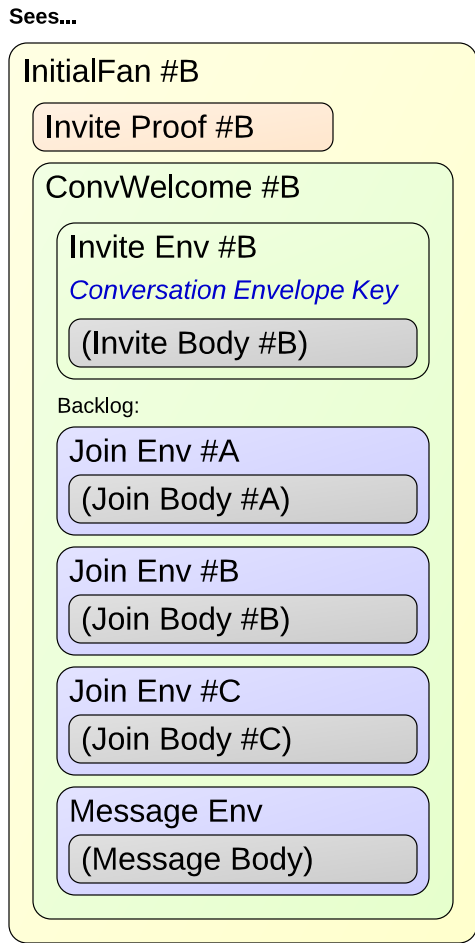 Sees...
InitialFan #B
Invite Proof #B
ConvWelcome #B
Invite Env #B
Conversation Envelope Key
(Invite Body #B)
Backlog:
Join Env #A
(Join Body #A)
Join Env #B
(Join Body #B)
Join Env #C
(Join Body #C)
Message Env
(Message Body)